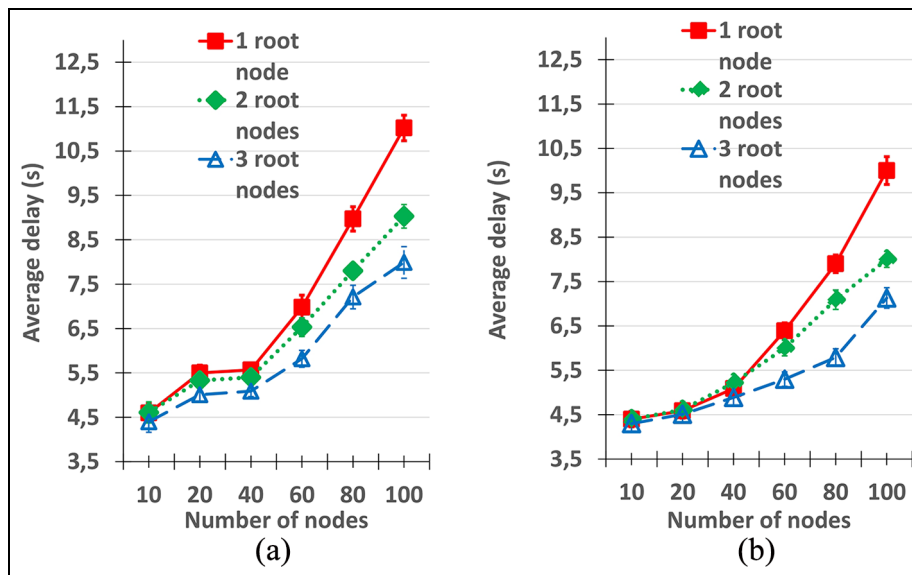 1 root
node
2 root
nodes
3 root
nodes
12,5
11,5
10,5
9,5
8,5
7,5
6,5
5,5
4,5
3,5
Average delay (s)
10 20 40 60 80 100
Number of nodes
(a)
1 root
node
2 root
nodes
3 root
nodes
12,5
11,5
10,5
9,5
8,5
7,5
6,5
5,5
4,5
3,5
Average delay (s)
10 20 40 60 80 100
Number of nodes
(b)